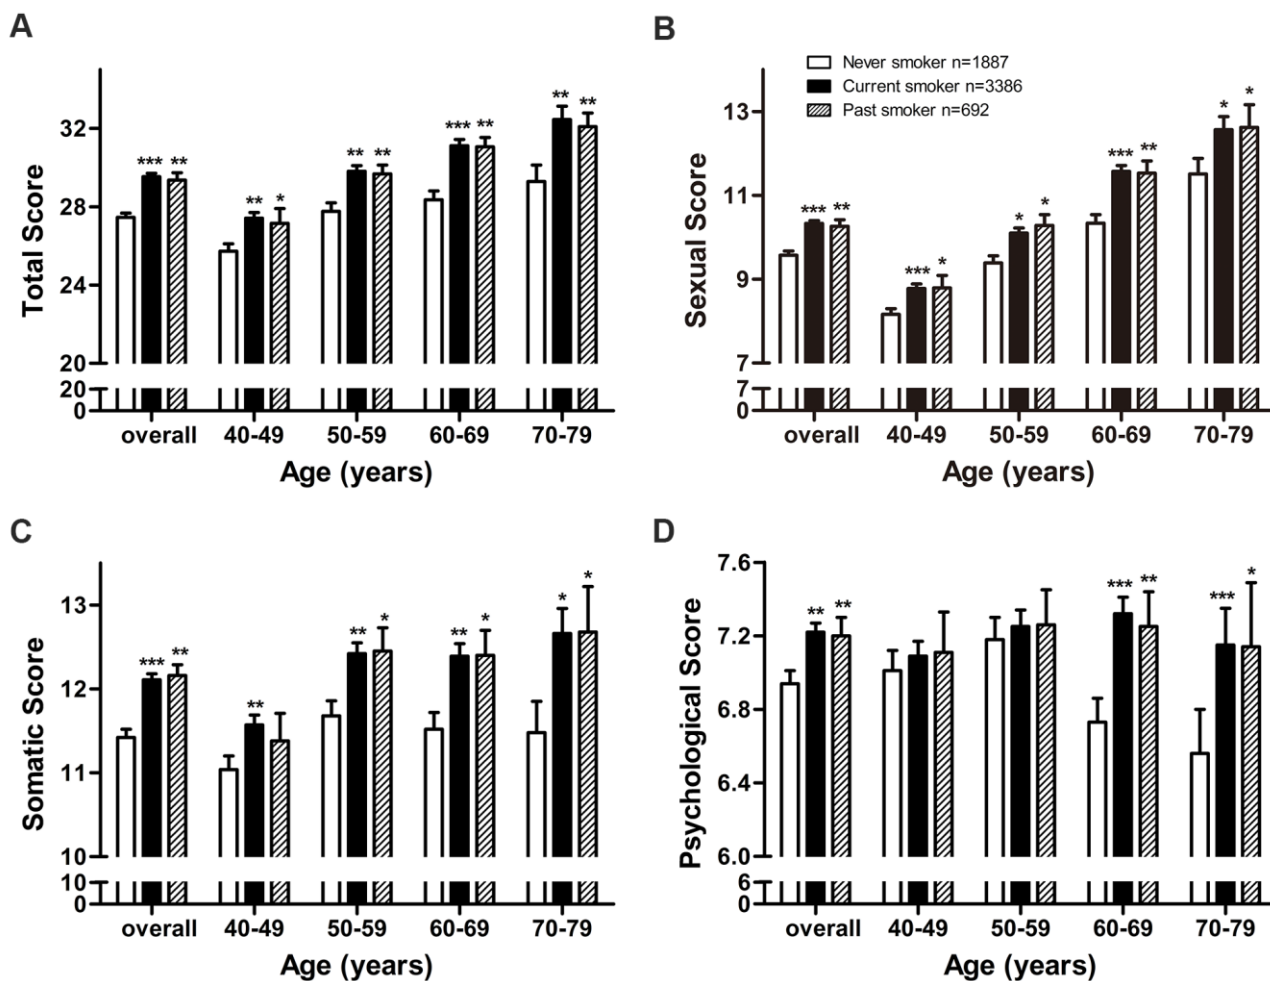 A
Total Score
32
28
24
20
20
0
*** ** ** * ** ** *** ** ** **
overall 40-49 50-59 60-69 70-79
Age (years)
B
Never smoker n=1887
Current smoker n=3386
Past smoker n=692
Sexual Score
13
11
9
7
7
0
*** ** *** * * * *** ** * *
overall 40-49 50-59 60-69 70-79
Age (years)
C
Somatic Score
13
12
11
10
10
0
*** ** ** ** * ** * * *
overall 40-49 50-59 60-69 70-79
Age (years)
D
Psychological Score
7.6
7.2
6.8
6.4
6.0
6
0
** ** *** ** *** *
overall 40-49 50-59 60-69 70-79
Age (years)